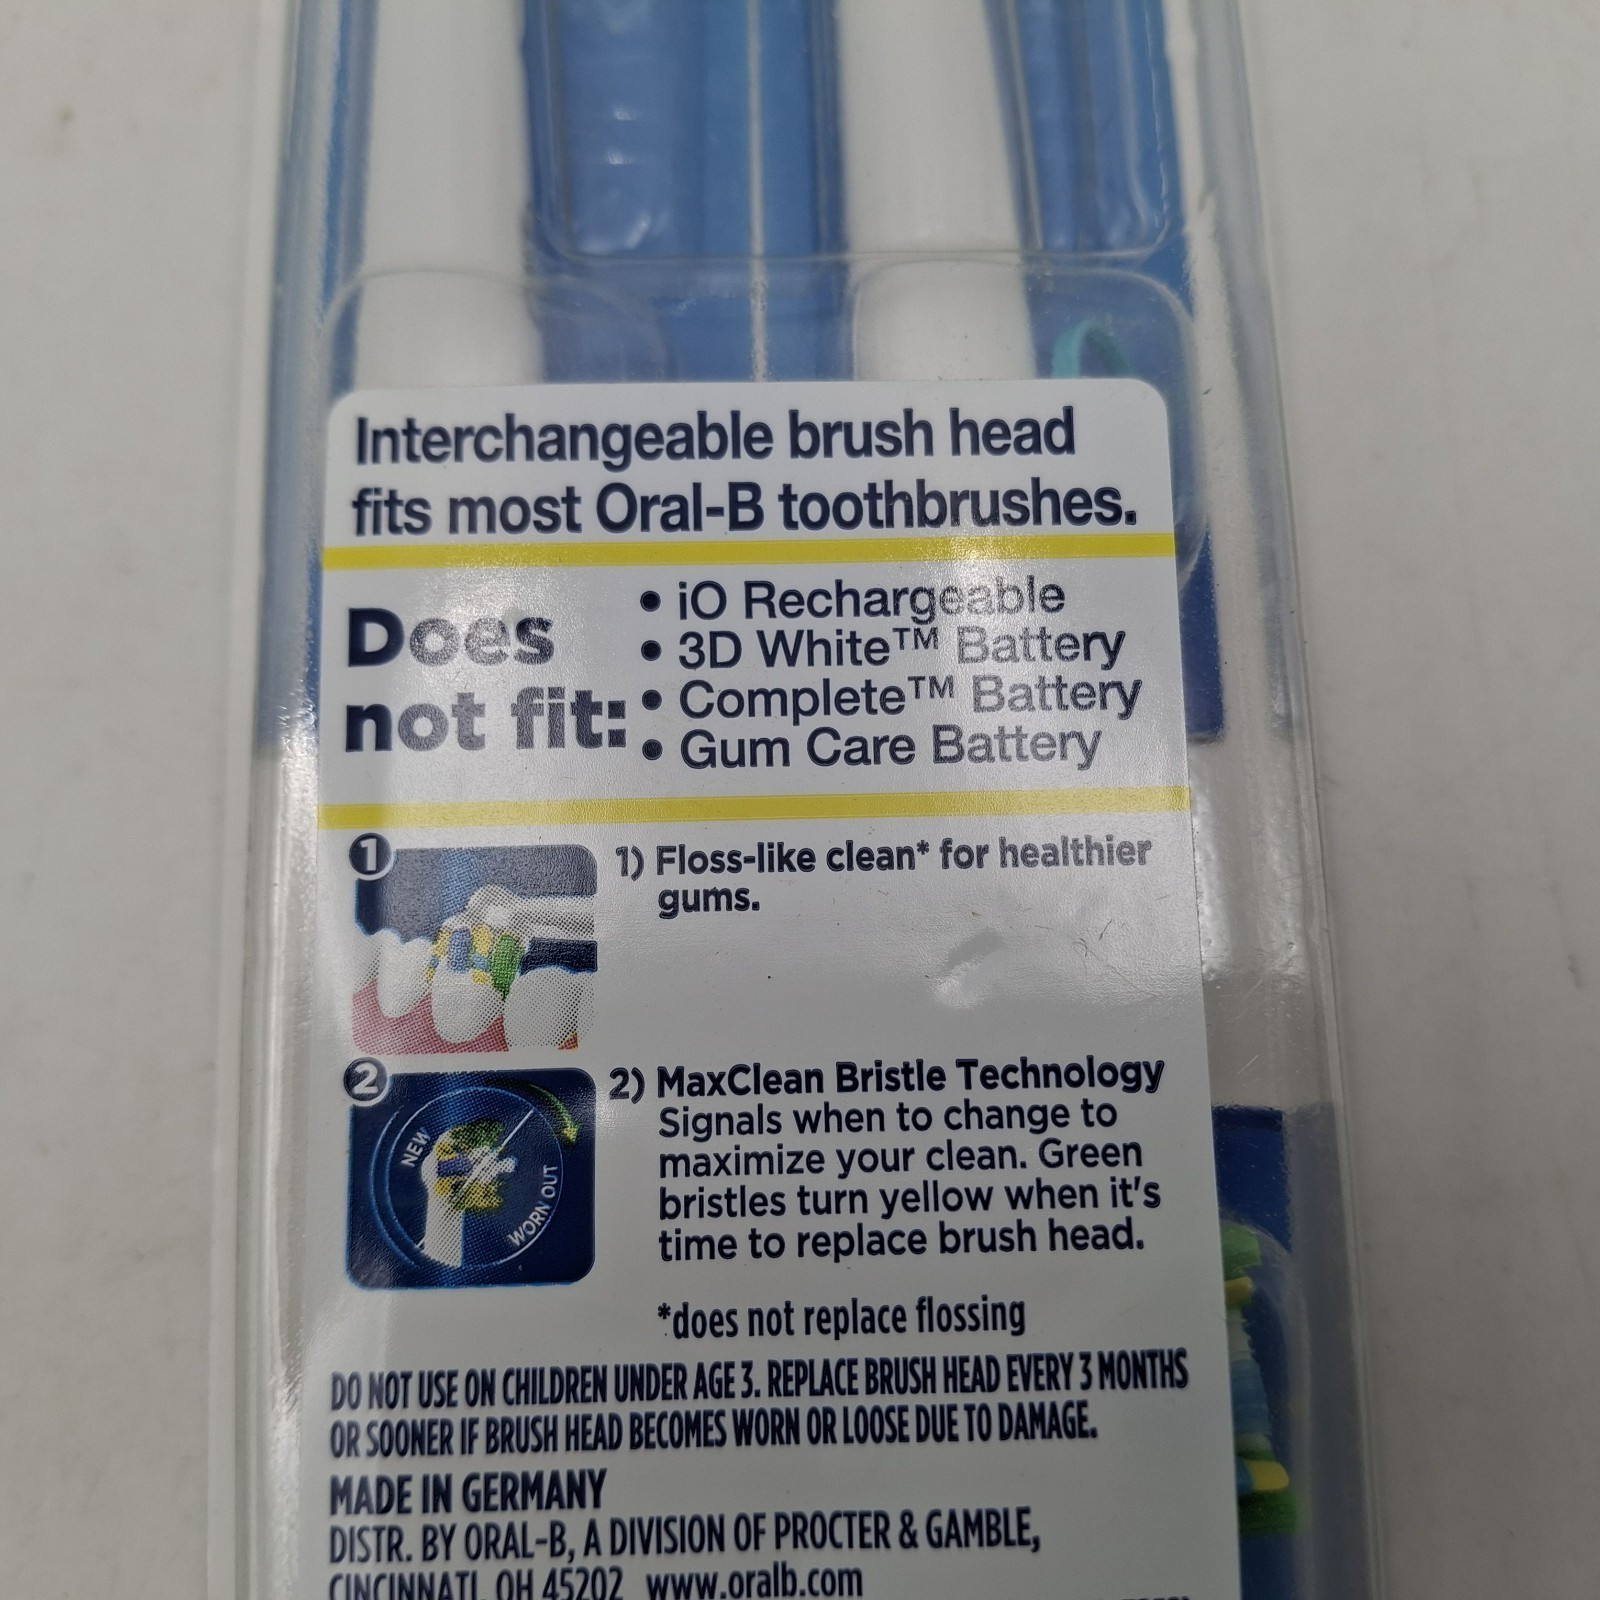 Interchangeable brush head
fits most Oral-B toothbrushes.
Does
not fit:
• iO Rechargeable
• 3D White™ Battery
• Complete™ Battery
• Gum Care Battery
1
1) Floss-like clean* for healthier
gums.
2
NEW
WORN OUT
2) MaxClean Bristle Technology
Signals when to change to
maximize your clean. Green
bristles turn yellow when it's
time to replace brush head.
*does not replace flossing
DO NOT USE ON CHILDREN UNDER AGE 3. REPLACE BRUSH HEAD EVERY 3 MONTHS
OR SOONER IF BRUSH HEAD BECOMES WORN OR LOOSE DUE TO DAMAGE.
MADE IN GERMANY
DISTR. BY ORAL-B, A DIVISION OF PROCTER & GAMBLE,
CINCINNATI, OH 45202 www.oralb.com